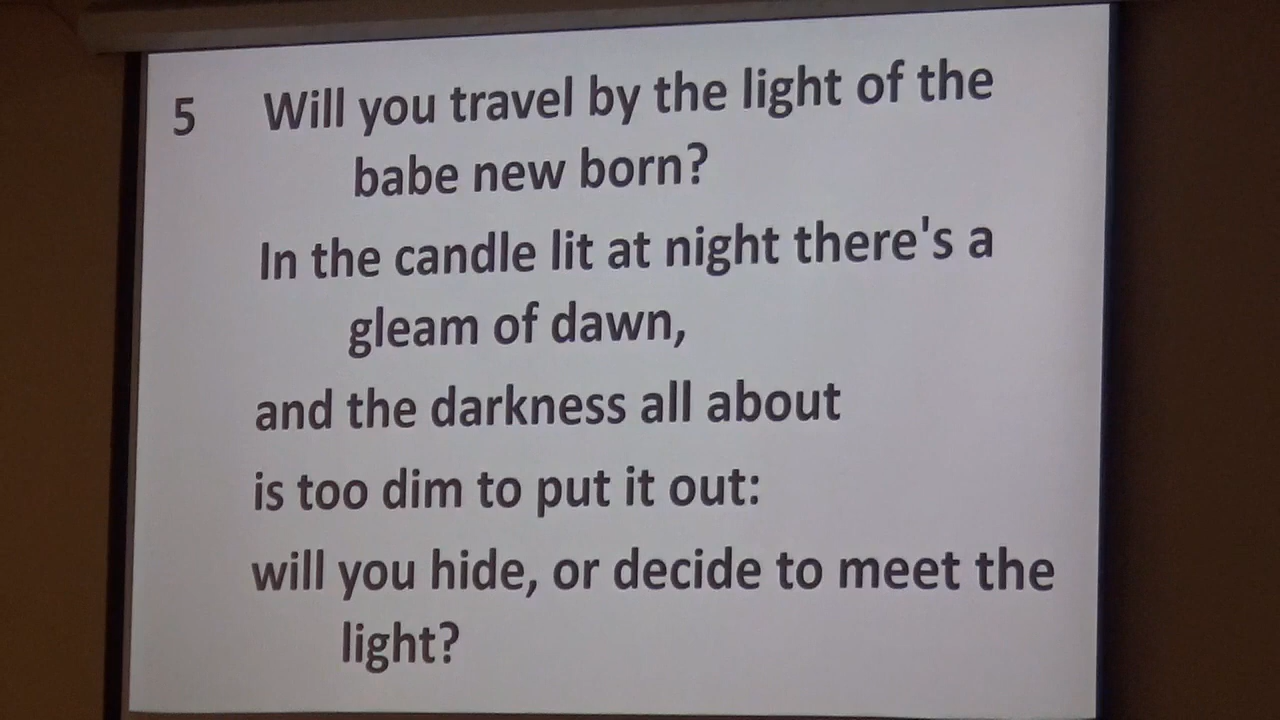 5 Will you travel by the light of the
babe new born?
In the candle lit at night there's a
gleam of dawn,
and the darkness all about
is too dim to put it out:
will you hide, or decide to meet the
light?